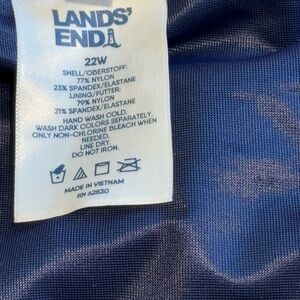 LANDS'
END
22W
SHELL/OBERSTOFF:
77% NYLON
23% SPANDEX/ELASTANE
LINING/FUTTER:
79% NYLON
21% SPANDEX/ELASTANE
HAND WASH COLD.
WASH DARK COLORS SEPARATELY.
ONLY NON-CHLORINE BLEACH WHEN
NEEDED.
LINE DRY.
DO NOT IRON.
MADE IN VIETNAM
RN 62830